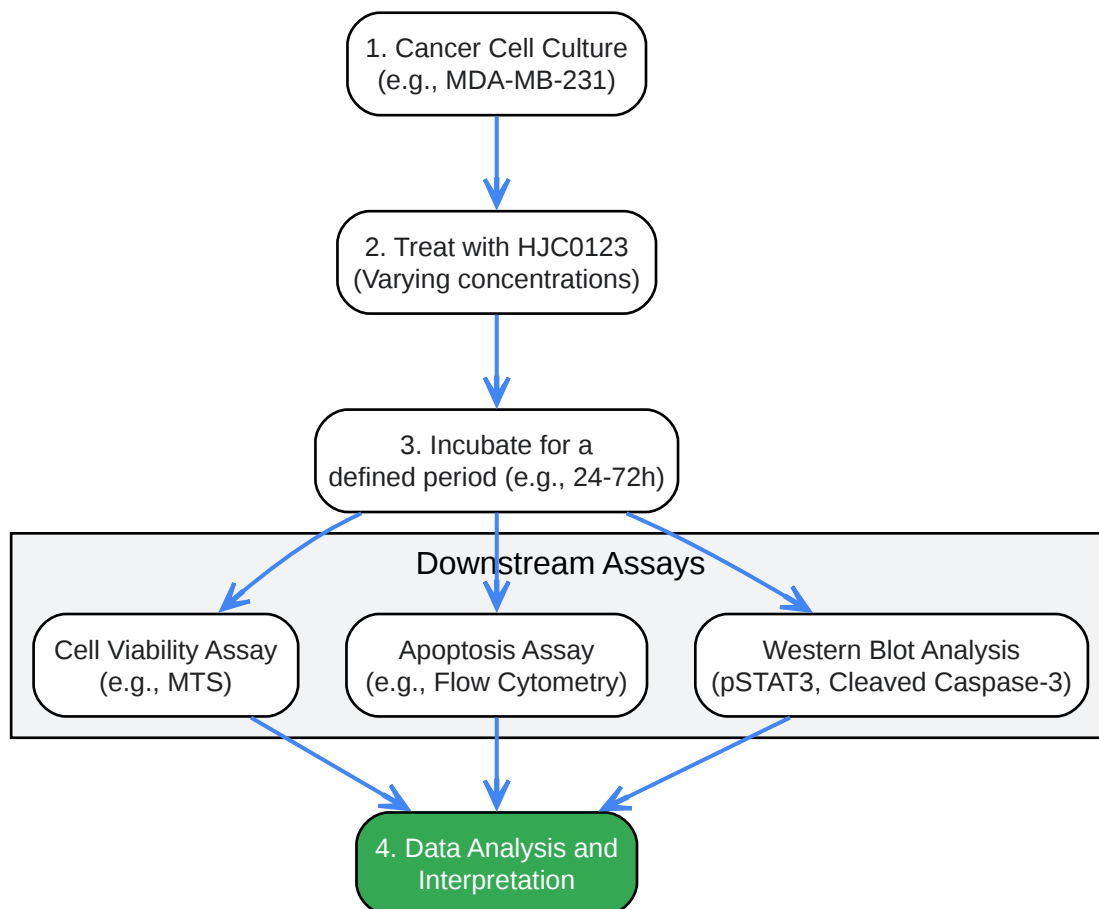 1. Cancer Cell Culture
(e.g., MDA-MB-231)
2. Treat with HJC0123
(Varying concentrations)
3. Incubate for a
defined period (e.g., 24-72h)
Downstream Assays
Cell Viability Assay
(e.g., MTS)
Apoptosis Assay
(e.g., Flow Cytometry)
Western Blot Analysis
(pSTAT3, Cleaved Caspase-3)
4. Data Analysis and
Interpretation